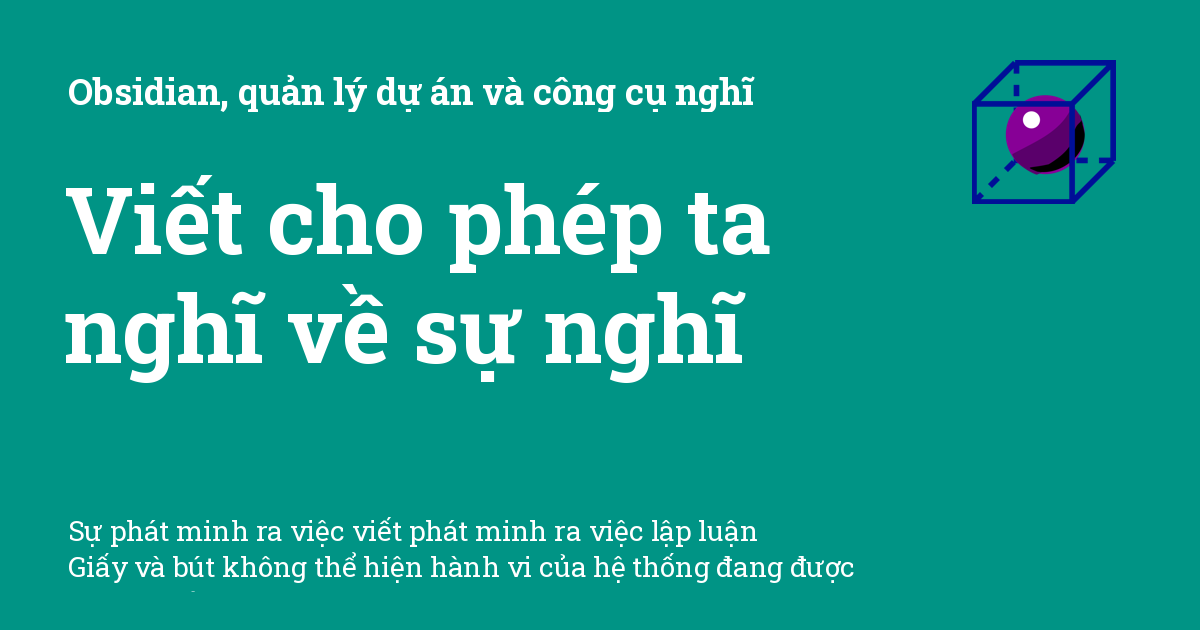 Obsidian, quản lý dự án và công cụ nghĩ
Viết cho phép ta
nghĩ về sự nghĩ
Sự phát minh ra việc viết phát minh ra việc lập luận
Giấy và bút không thể hiện hành vi của hệ thống đang được